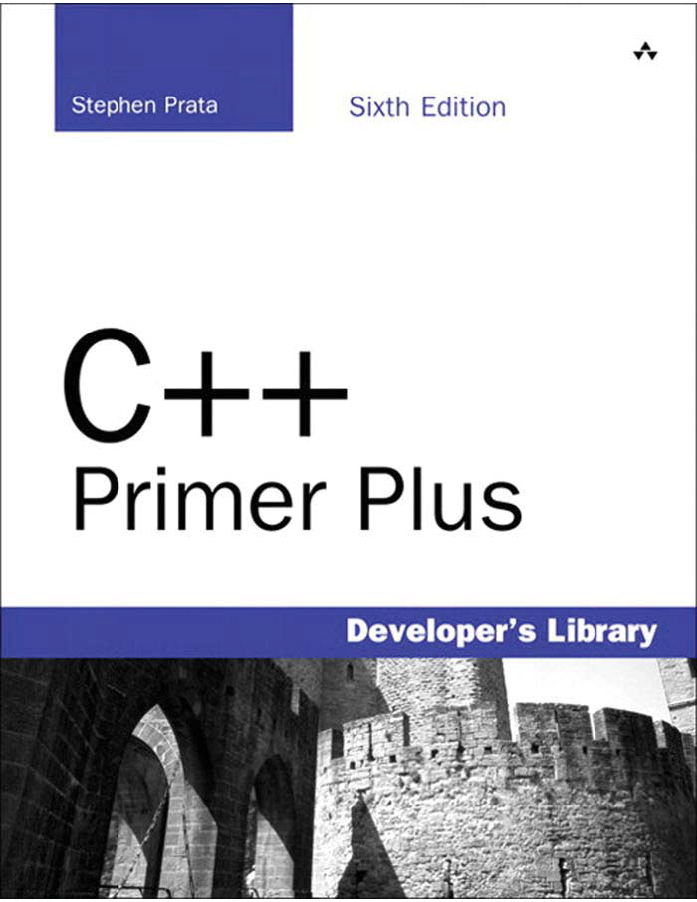 Stephen Prata
Sixth Edition
C++
Primer Plus
Developer's Library